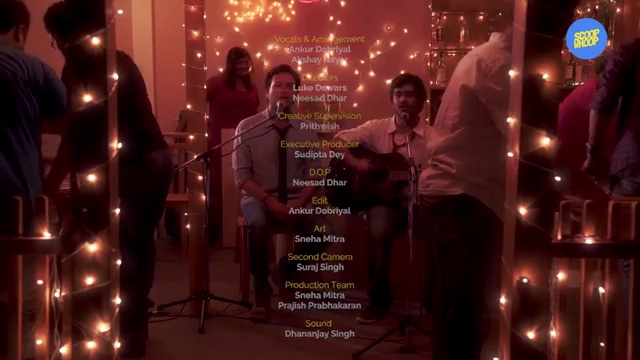 SCOOP
WHOOP
Vocals & Arrangement
Ankur Dobriyal
Akshay Nayar
Directors
Luke Dewars
Neesad Dhar
Creative Supervision
Prithwish
Executive Producer
Sudipta Dey
D.O.P.
Neesad Dhar
Edit
Ankur Dobriyal
Art
Sneha Mitra
Second Camera
Suraj Singh
Production Team
Sneha Mitra
Prajish Prabhakaran
Sound
Dhananjay Singh